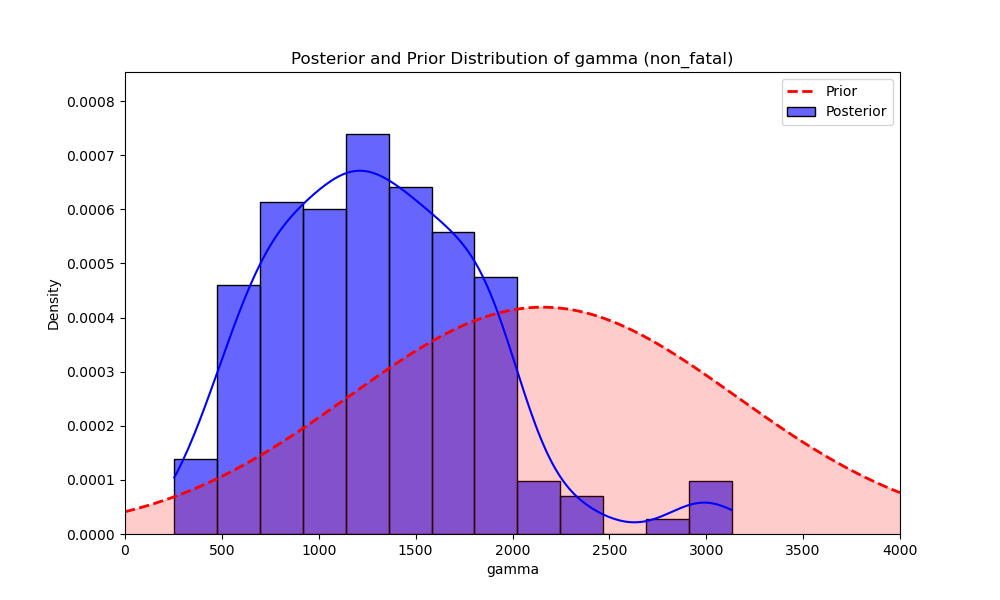 Posterior and Prior Distribution of gamma (non_fatal)
Prior
Posterior
Density
0.0008
0.0007
0.0006
0.0005
0.0004
0.0003
0.0002
0.0001
0.0000
0 500 1000 1500 2000 2500 3000 3500 4000
gamma